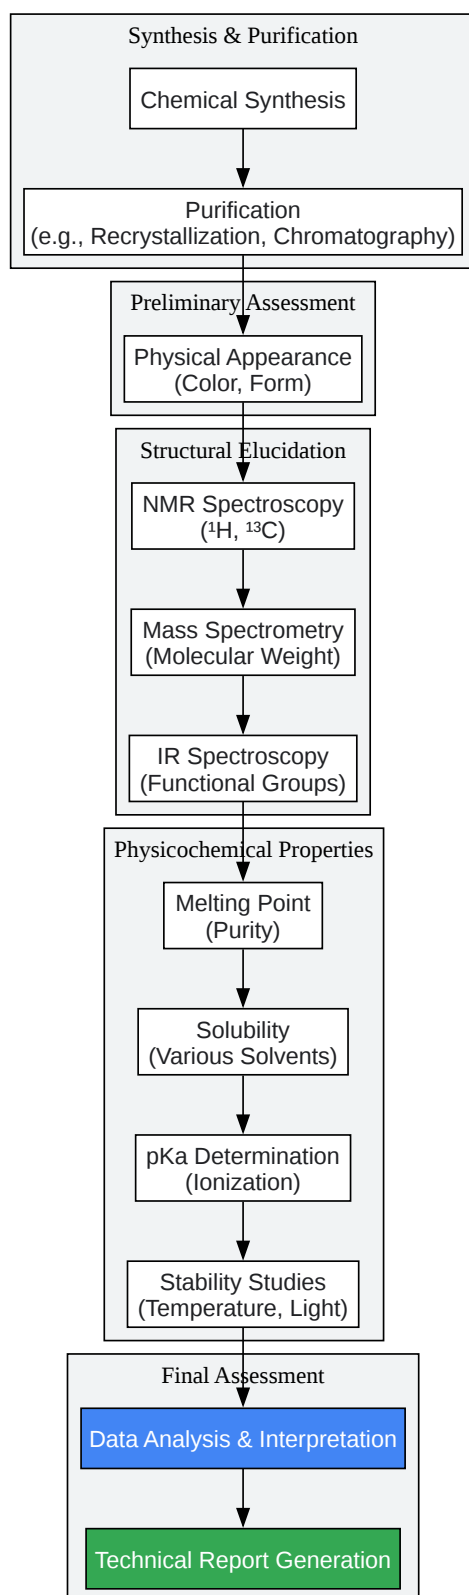 Synthesis & Purification
Chemical Synthesis
Purification
(e.g., Recrystallization, Chromatography)
Preliminary Assessment
Physical Appearance
(Color, Form)
Structural Elucidation
NMR Spectroscopy
(¹H, ¹³C)
Mass Spectrometry
(Molecular Weight)
IR Spectroscopy
(Functional Groups)
Physicochemical Properties
Melting Point
(Purity)
Solubility
(Various Solvents)
pKa Determination
(Ionization)
Stability Studies
(Temperature, Light)
Final Assessment
Data Analysis & Interpretation
Technical Report Generation